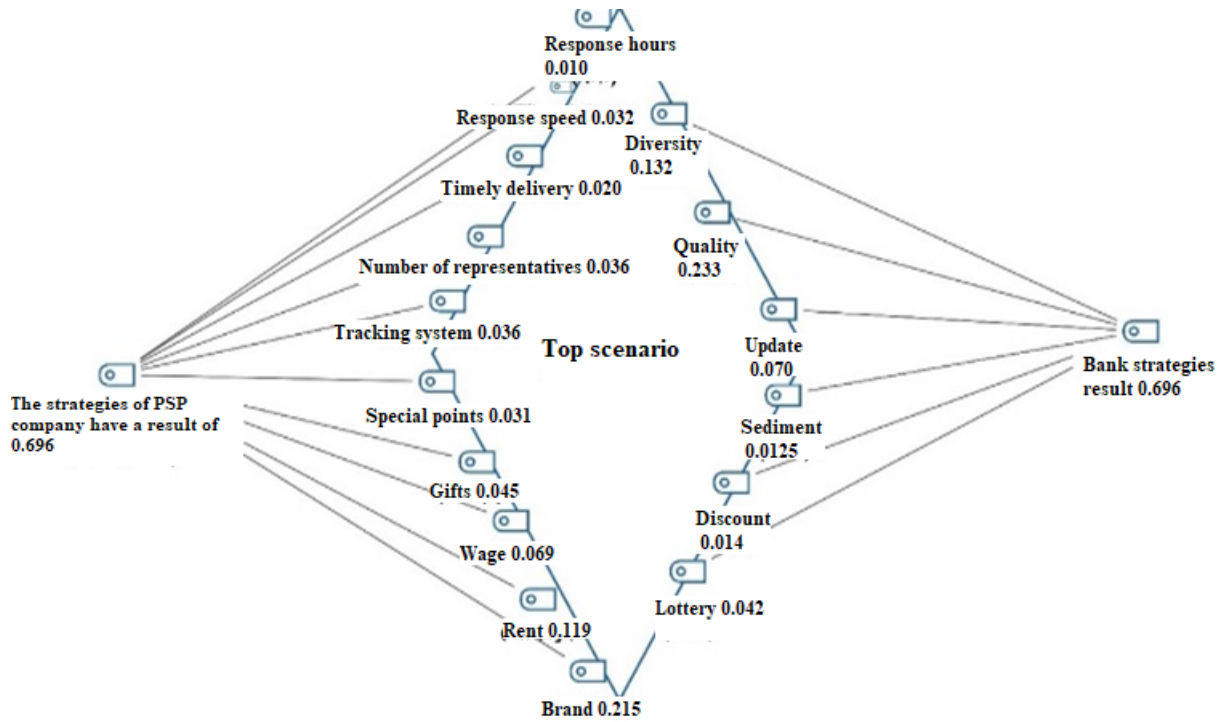 Response hours
0.010
Response speed 0.032
Diversity
0.132
Timely delivery 0.020
Quality
0.233
Number of representatives 0.036
Tracking system 0.036
Top scenario
Update
0.070
Bank strategies
result 0.696
The strategies of PSP
company have a result of
0.696
Special points 0.031
Sediment
0.0125
Gifts 0.045
Discount
0.014
Wage 0.069
Lottery 0.042
Rent 0.119
Brand 0.215